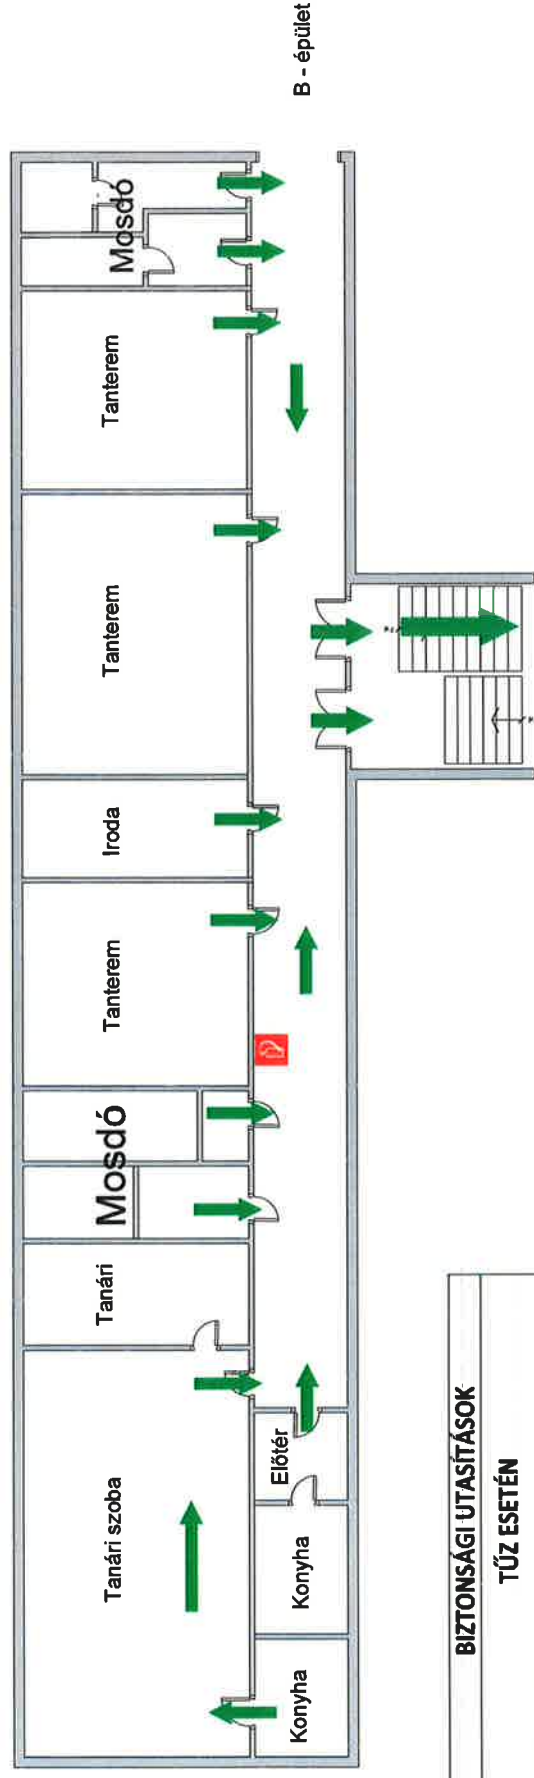 Tanári szoba
Tanári
Mosdó
Tanterem
Iroda
Tanterem
Tanterem
Mosdó
Konyha
Konyha
Előtér
B - épület
BIZTONSÁGI UTASÍTÁSOK
TŰZ ESETÉN